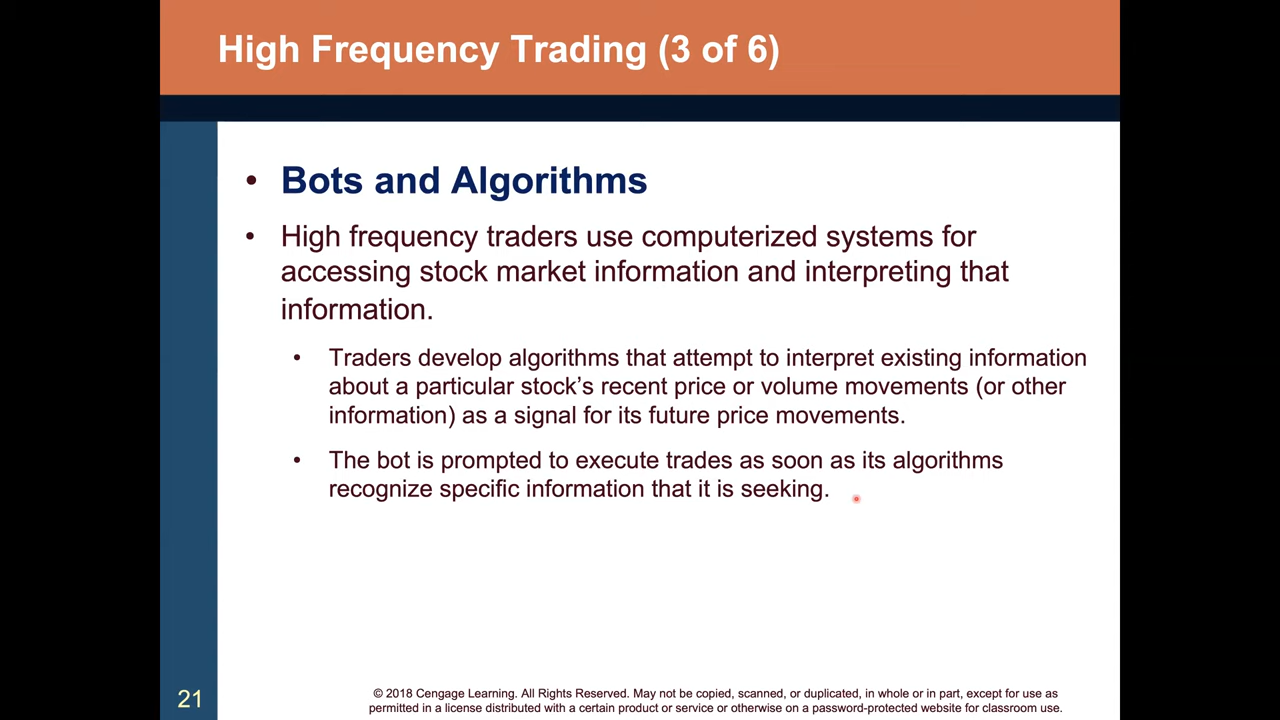 High Frequency Trading (3 of 6)
• Bots and Algorithms
• High frequency traders use computerized systems for
accessing stock market information and interpreting that
information.
• Traders develop algorithms that attempt to interpret existing information
about a particular stock’s recent price or volume movements (or other
information) as a signal for its future price movements.
• The bot is prompted to execute trades as soon as its algorithms
recognize specific information that it is seeking.
21
© 2018 Cengage Learning. All Rights Reserved. May not be copied, scanned, or duplicated, in whole or in part, except for use as
permitted in a license distributed with a certain product or service or otherwise on a password-protected website for classroom use.